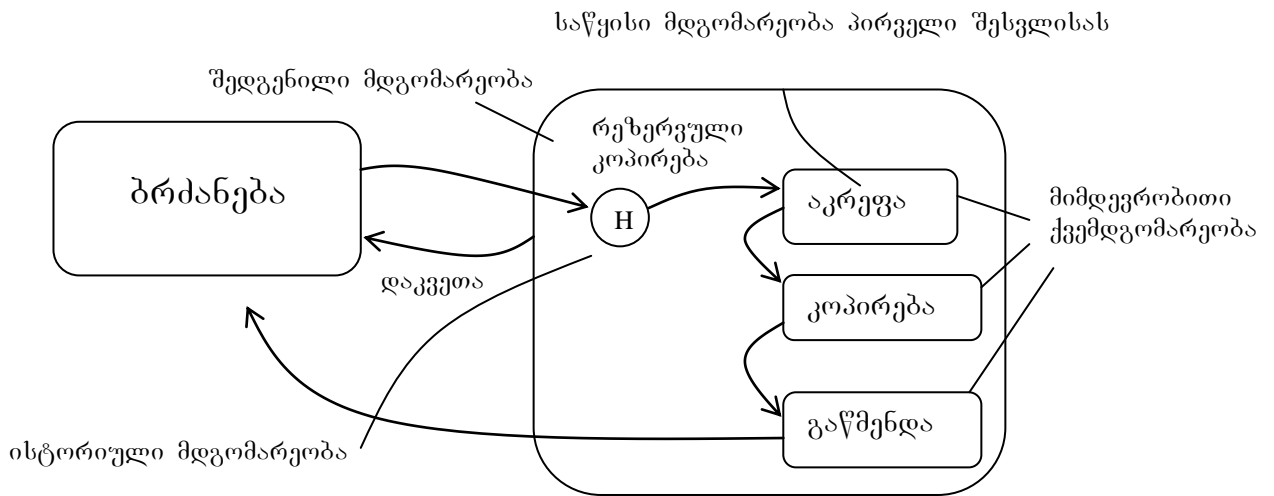 საწყისი მდგომარეობა პირველი შესვლისას
შედგენილი მდგომარეობა
რეზერვული
კოპირება
ბრძანება
H
აკრეფა
მიმდევრობითი
ქვემდგომარეობა
დაკვეთა
კოპირება
გაწმენდა
ისტორიული მდგომარეობა